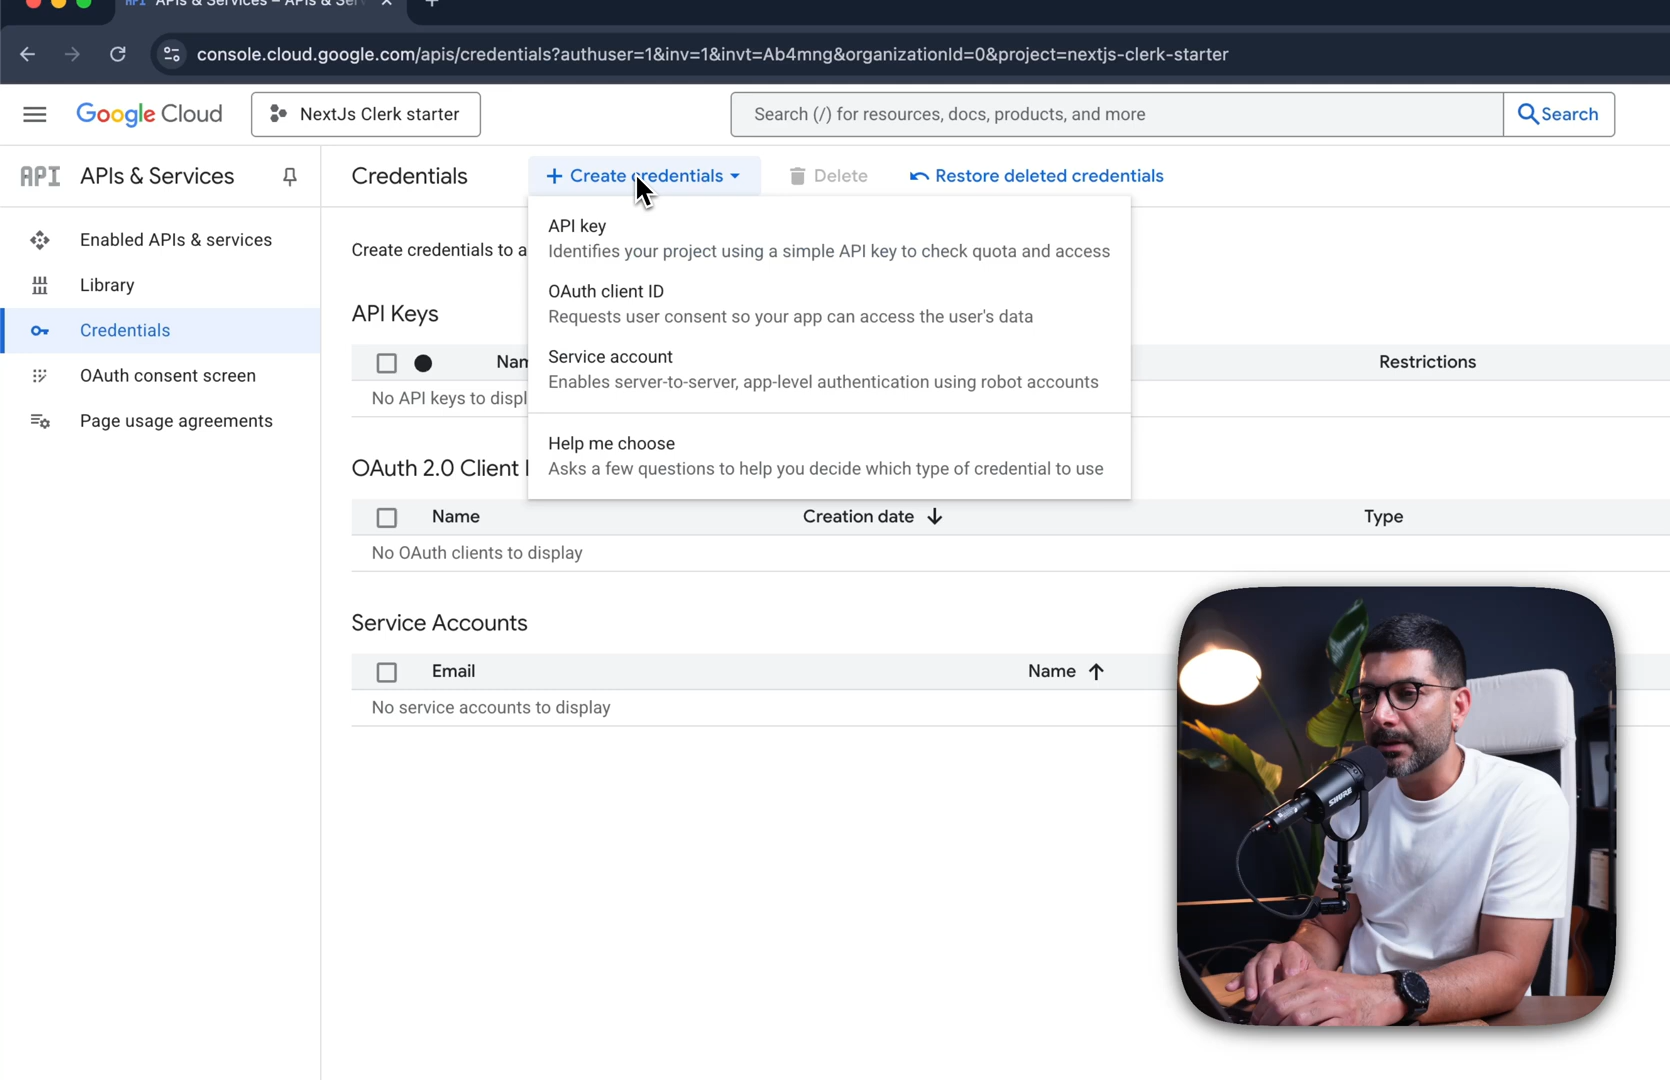 APIs & Services – APIs & Ser
console.cloud.google.com/apis/credentials?authuser=1&inv=1&invt=Ab4mng&organizationId=0&project=nextjs-clerk-starter
Google Cloud
NextJs Clerk starter
Search (/) for resources, docs, products, and more
Search
API APIs & Services
Credentials
+ Create credentials
Delete
Restore deleted credentials
Enabled APIs & services
Library
Credentials
OAuth consent screen
Page usage agreements
Create credentials to a
API key
Identifies your project using a simple API key to check quota and access
OAuth client ID
Requests user consent so your app can access the user's data
Service account
Enables server-to-server, app-level authentication using robot accounts
Help me choose
Asks a few questions to help you decide which type of credential to use
API Keys
Nam
Restrictions
No API keys to displ
OAuth 2.0 Client I
Name
Creation date
Type
No OAuth clients to display
Service Accounts
Email
Name
No service accounts to display
SHURE